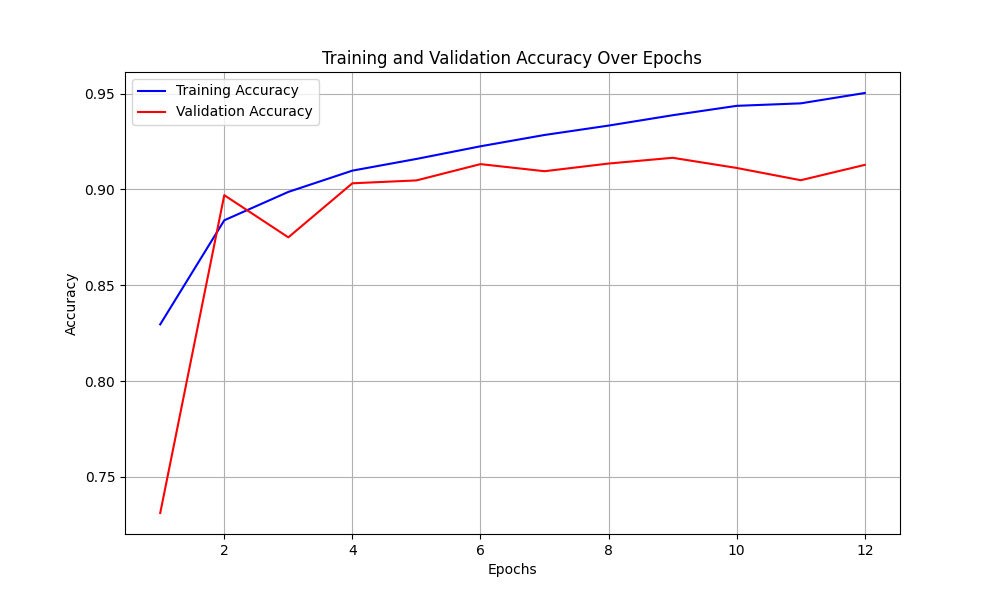 Training and Validation Accuracy Over Epochs
Training Accuracy
Validation Accuracy
0.95
0.90
0.85
0.80
0.75
Accuracy
2 4 6 8 10 12
Epochs